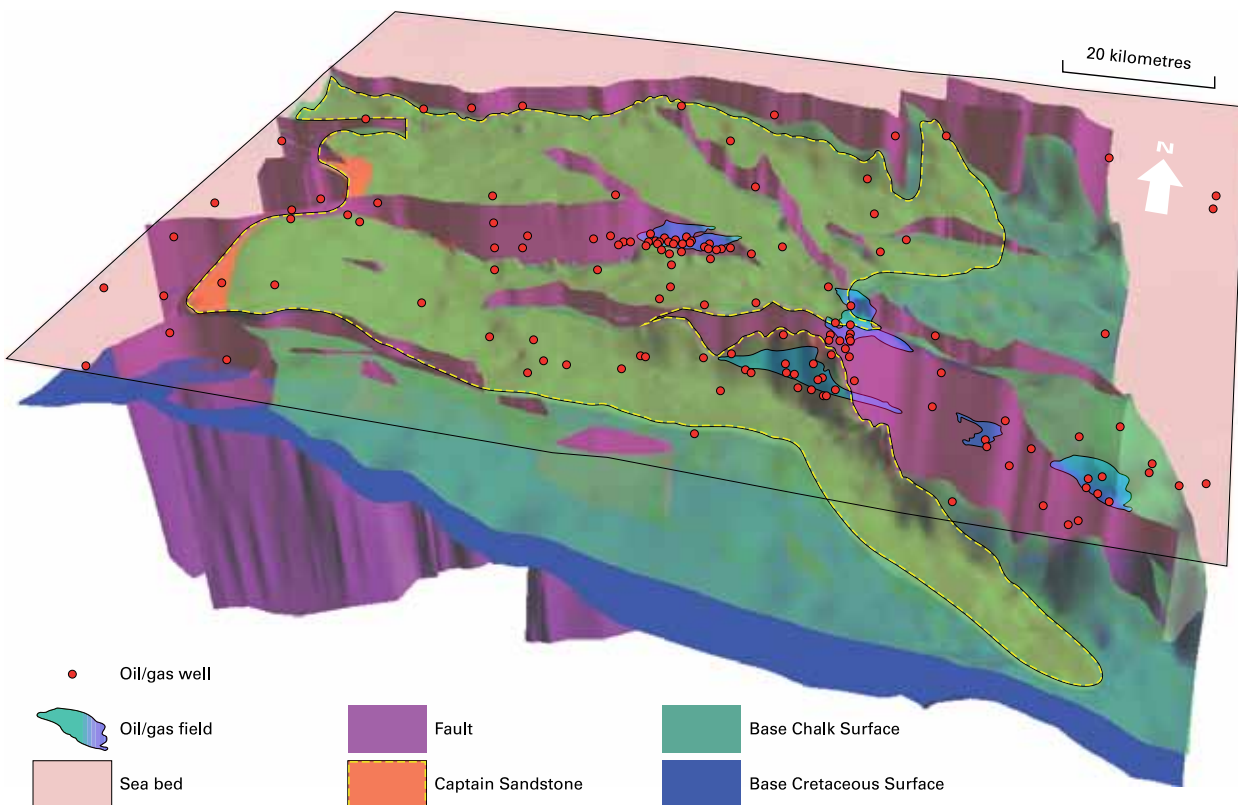 20 kilometres
N
Oil/gas well
Oil/gas field
Fault
Base Chalk Surface
Sea bed
Captain Sandstone
Base Cretaceous Surface